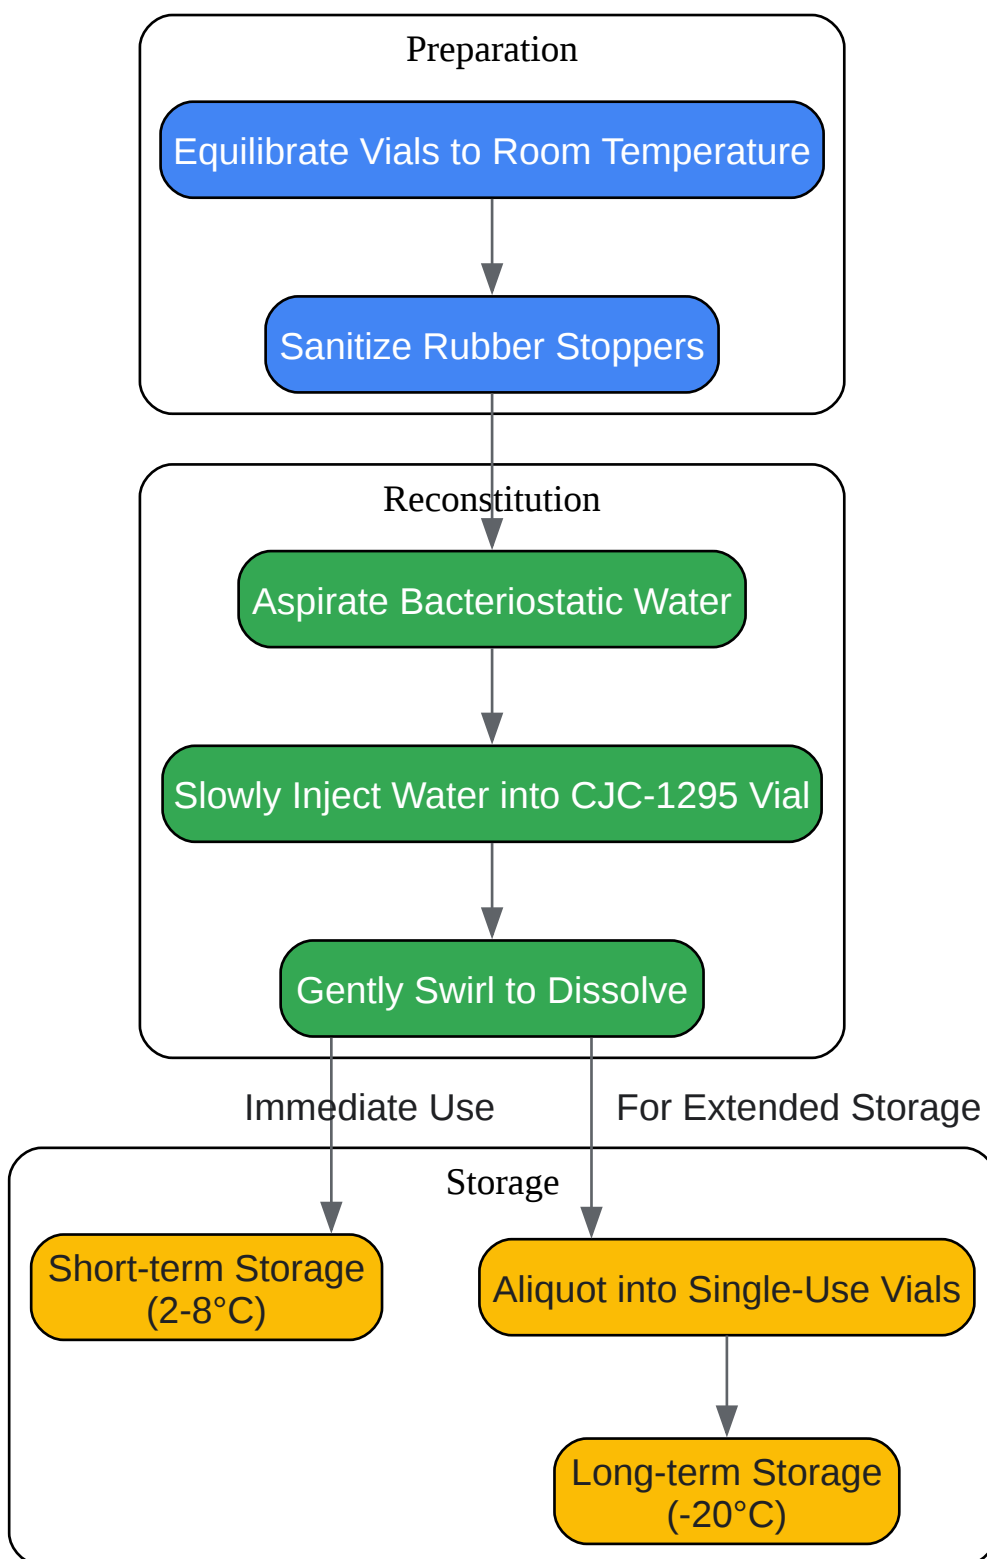 Preparation
Equilibrate Vials to Room Temperature
Sanitize Rubber Stoppers
Reconstitution
Aspirate Bacteriostatic Water
Slowly Inject Water into CJC-1295 Vial
Gently Swirl to Dissolve
Immediate Use
For Extended Storage
Storage
Short-term Storage
(2-8°C)
Aliquot into Single-Use Vials
Long-term Storage
(-20°C)